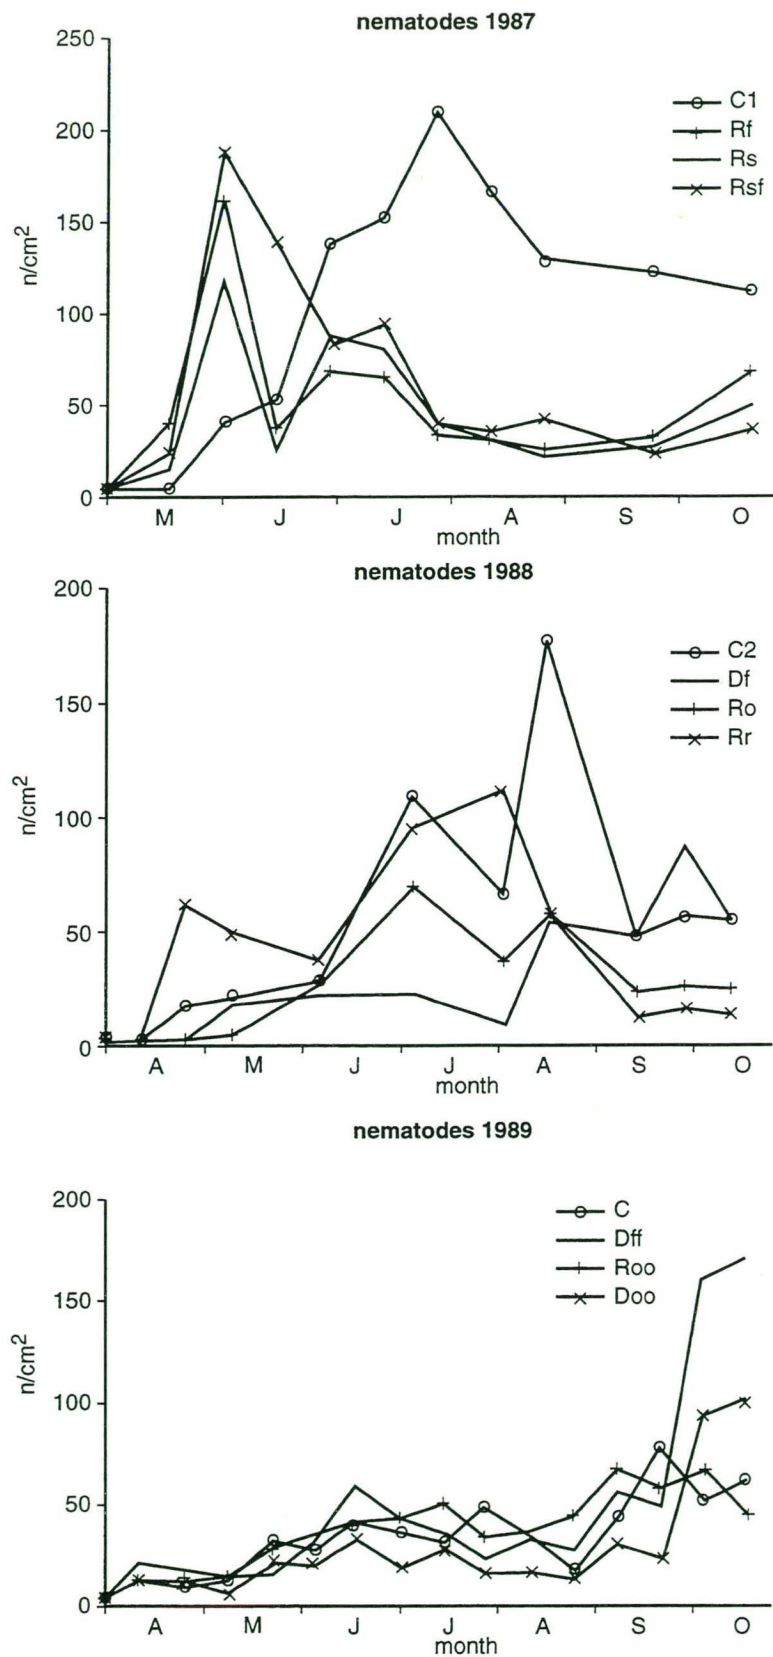 nematodes 1987
250
200
150
100
50
0
n/cm²
C1
Rf
Rs
Rsf
M J J A S O
month
nematodes 1988
200
150
100
50
0
n/cm²
C2
Df
Ro
Rr
A M J J A S O
month
nematodes 1989
200
150
100
50
0
n/cm²
C
Dff
Roo
Doo
A M J J A S O
month